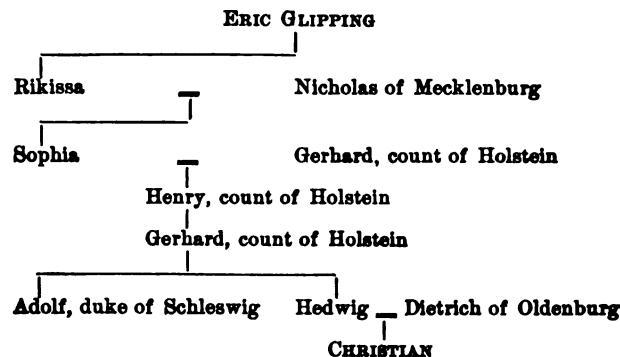 ERIC GLIPPING
Rikissa Nicholas of Mecklenburg
Sophia Gerhard, count of Holstein
Henry, count of Holstein
Gerhard, count of Holstein
Adolf, duke of Schleswig Hedwig Dietrich of Oldenburg
CHRISTIAN